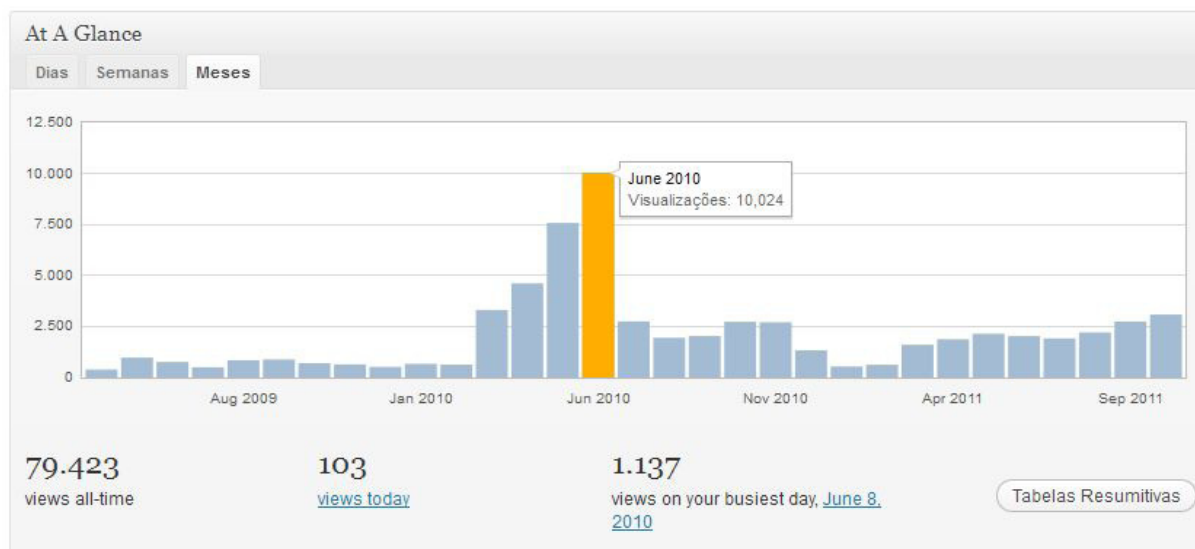 At A Glance
Dias Semanas Meses
12.500
10.000
7.500
5.000
2.500
0
June 2010
Visualizações: 10,024
Aug 2009 Jan 2010 Jun 2010 Nov 2010 Apr 2011 Sep 2011
79.423
views all-time
103
views today
1.137
views on your busiest day, June 8,
2010
Tabelas Resumitivas